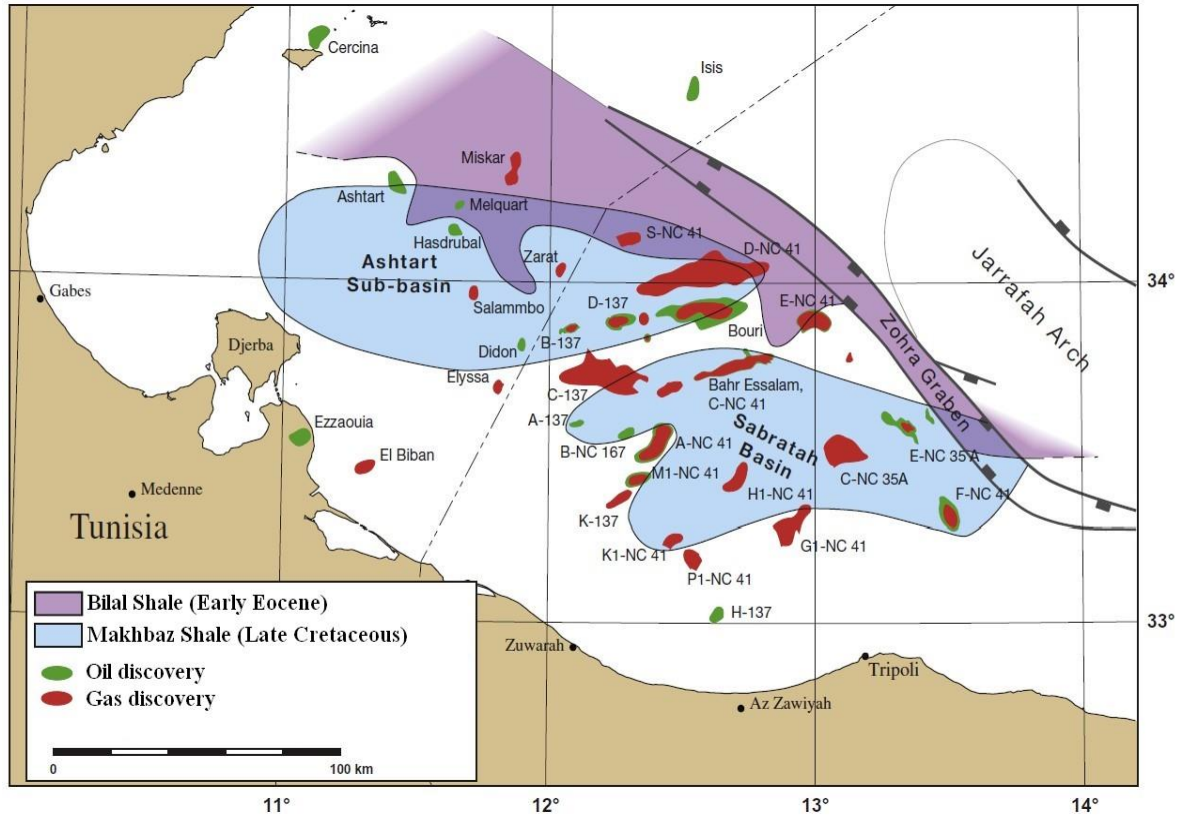 Cercina
Isis
Miskar
Ashtart
Melquart
Hasdrubal
S-NC 41
D-NC 41
Zarat
Ashtart
Sub-basin
34°
Jarrafah Arch
Gabes
Salammbo
D-137
E-NC 41
Bouri
Zohra Graben
B-137
Djerba
Didon
Elyssa
C-137
Bahr Essalam,
C-NC 41
A-137
Ezzaouia
B-NC 167
A-NC 41
Sabratah
Basin
E-NC 35A
El Biban
M1-NC 41
C-NC 35A
Medenne
H1-NC 41
F-NC 41
K-137
Tunisia
G1-NC 41
K1-NC 41
P1-NC 41
Bilal Shale (Early Eocene)
H-137
33°
Makhbaz Shale (Late Cretaceous)
Zuwarah
Tripoli
Oil discovery
Gas discovery
Az Zawiyah
0
100 km
11°
12°
13°
14°